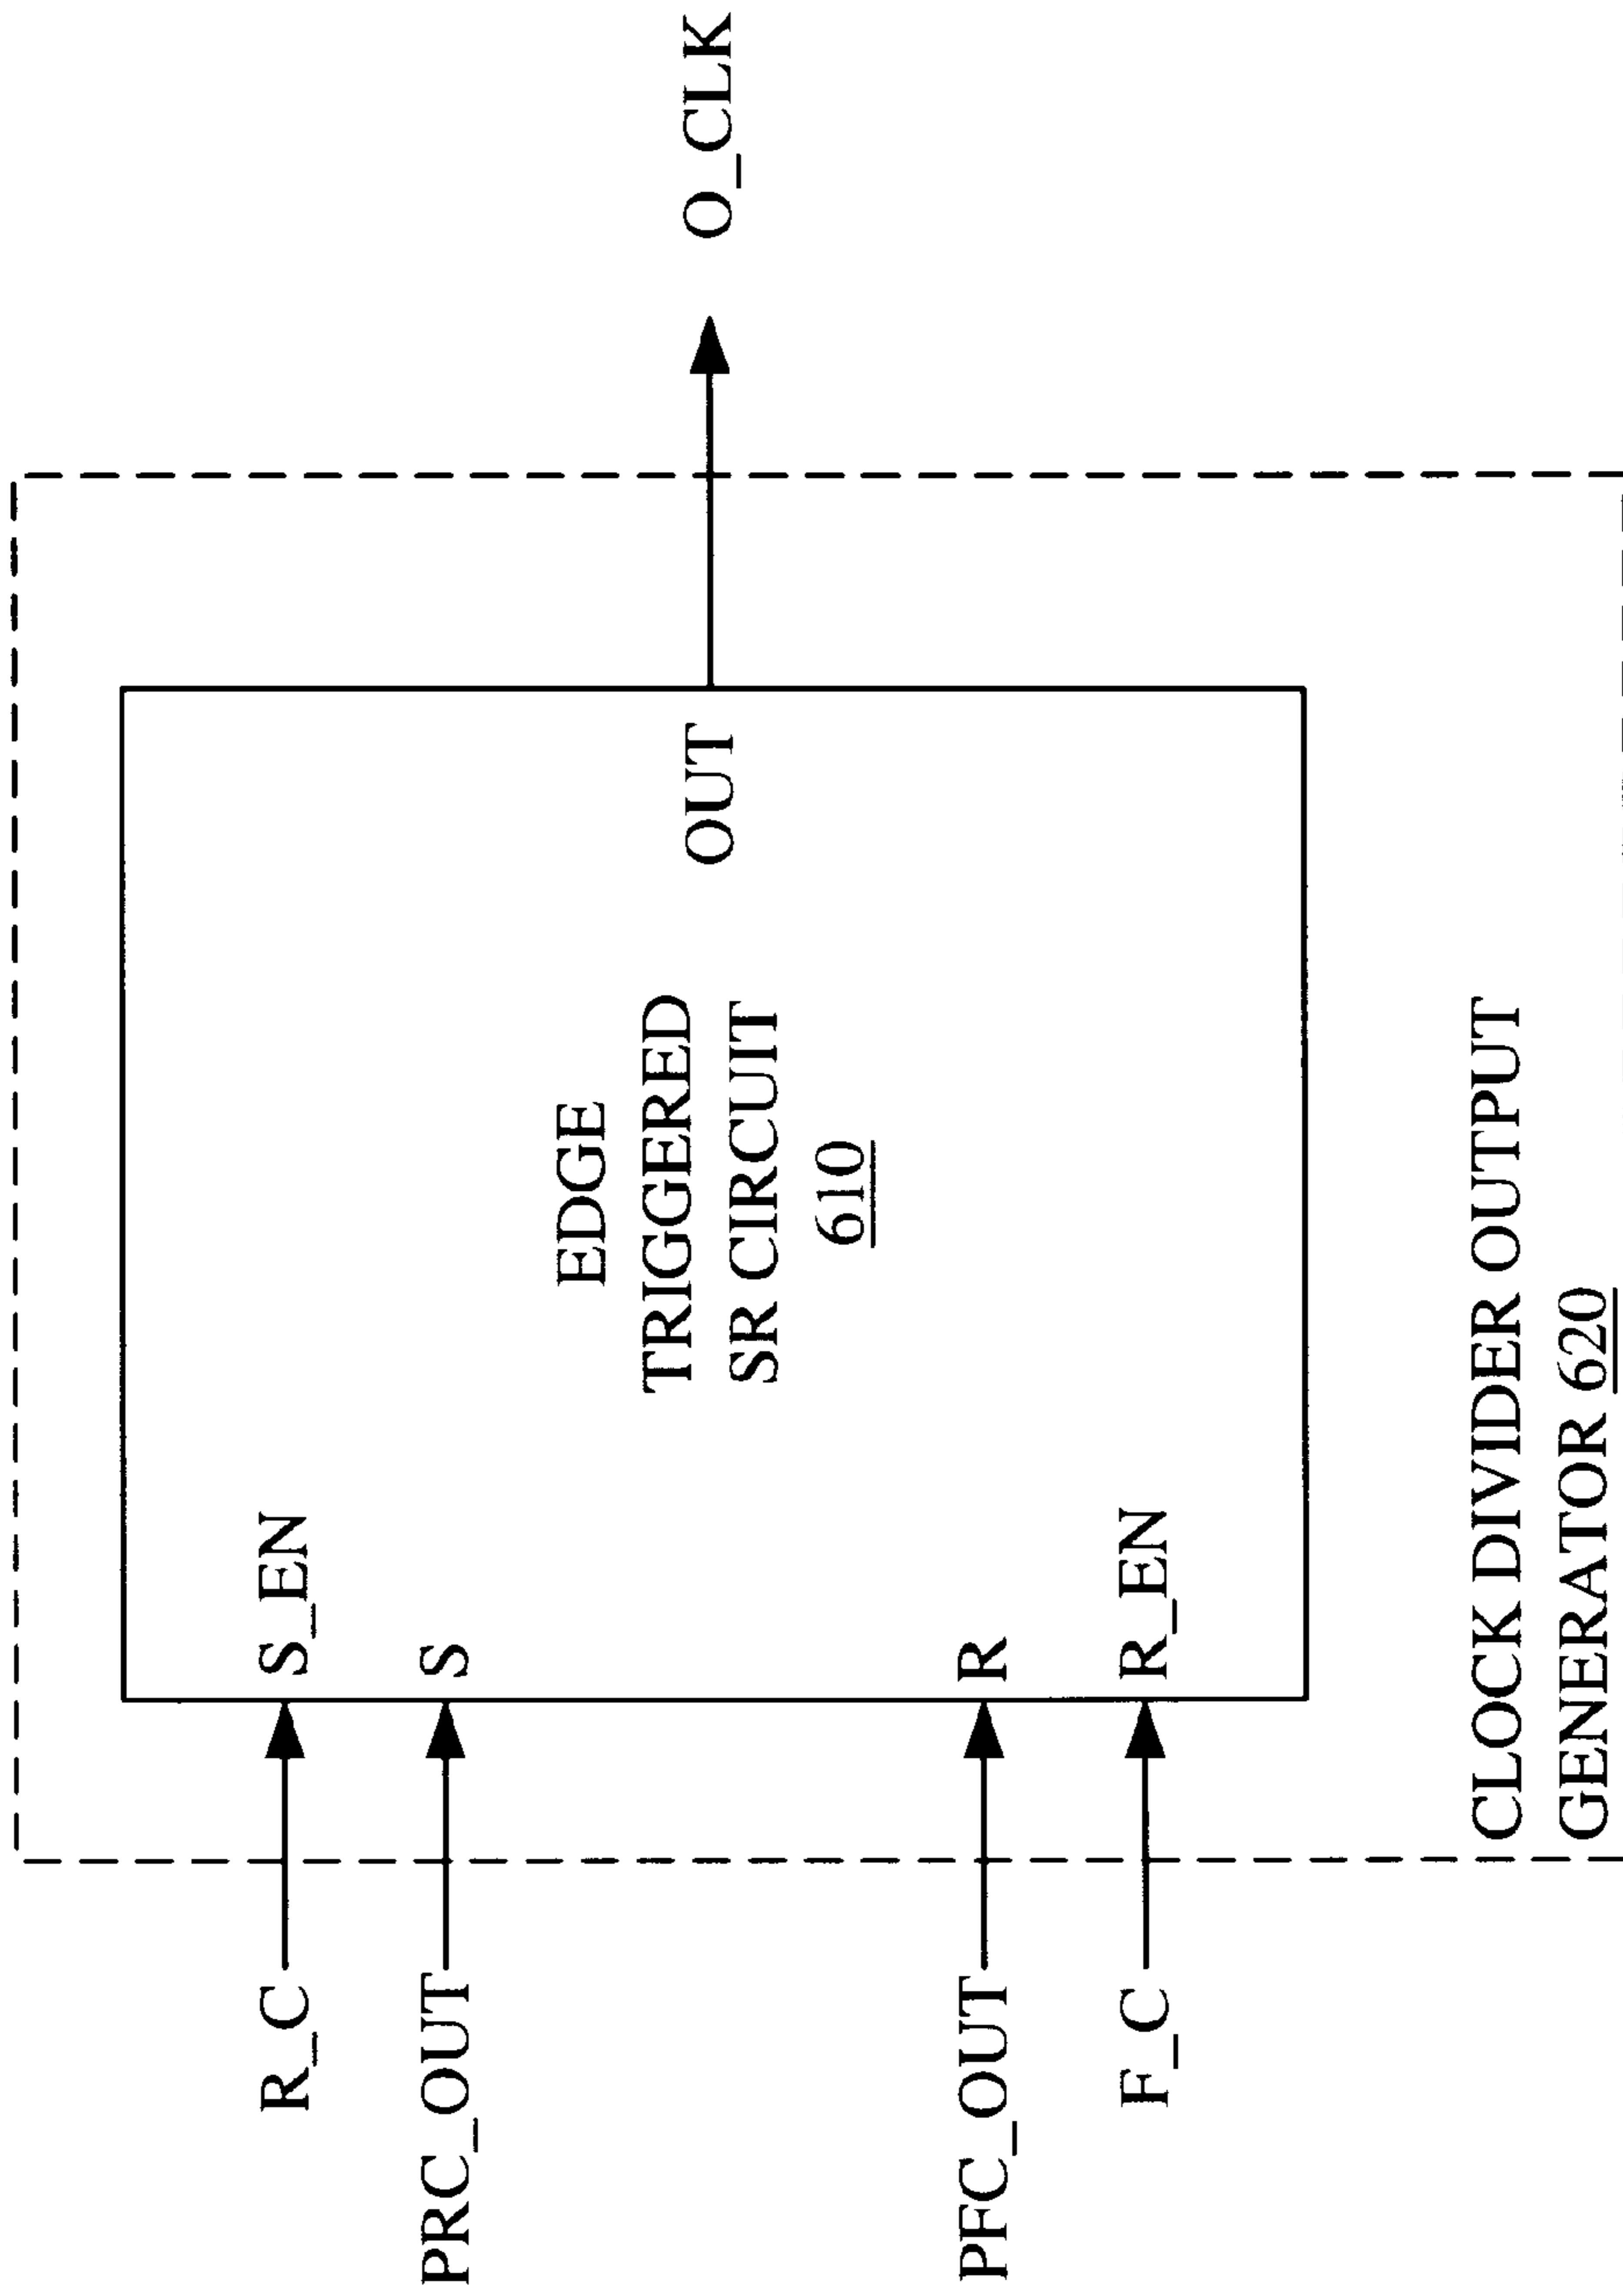 R_C
S_EN
PRC_OUT
S
EDGE
TRIGGERED
SR CIRCUIT
610
OUT
O_CLK
PFC_OUT
R
F_C
R_EN
CLOCK DIVIDER OUTPUT
GENERATOR 620